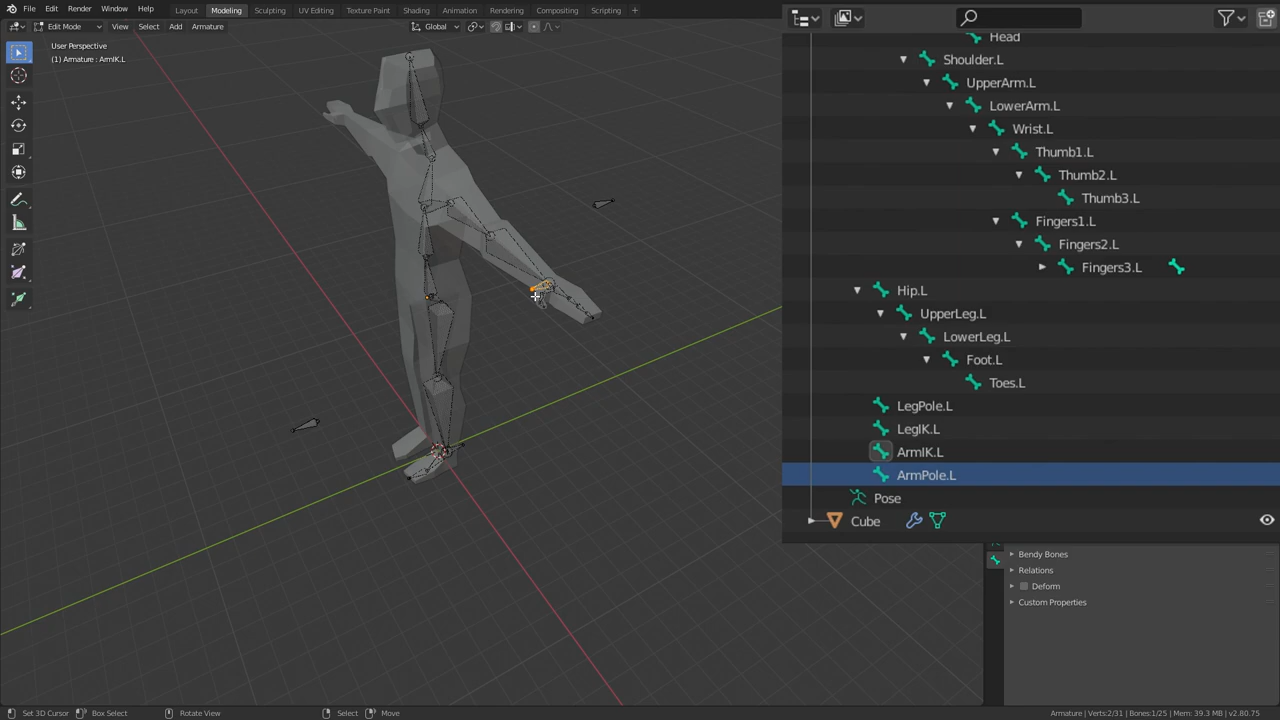 File Edit Render Window Help
Layout Modeling Sculpting UV Editing Texture Paint Shading Animation Rendering Compositing Scripting +
Edit Mode View Select Add Armature
Global
User Perspective
(1) Armature : ArmIK.L
Head
Shoulder.L
UpperArm.L
LowerArm.L
Wrist.L
Thumb1.L
Thumb2.L
Thumb3.L
Fingers1.L
Fingers2.L
Fingers3.L
Hip.L
UpperLeg.L
LowerLeg.L
Foot.L
Toes.L
LegPole.L
LegIK.L
ArmIK.L
ArmPole.L
Pose
Cube
Bendy Bones
Relations
Deform
Custom Properties
Set 3D Cursor Box Select Rotate View Select Move
Armature | Verts:2/31 | Bones:1/25 | Mem: 39.3 MB | v2.80.75